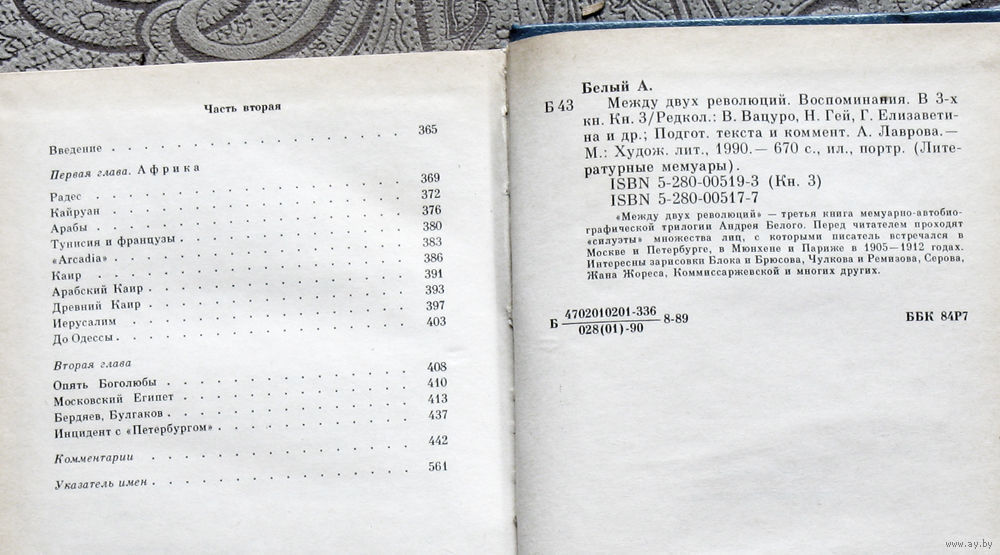 Часть вторая
Введение . . . . . . . . . . . . . 365
Первая глава. Африка
Радес . . . . . . . . . . . . . 369
Кайруан . . . . . . . . . . . . . 372
Арабы . . . . . . . . . . . . . 376
Тунисия и французы . . . . . . . . . . 380
«Arcadia» . . . . . . . . . . . . . 383
Каир . . . . . . . . . . . . . 386
Арабский Каир . . . . . . . . . . . 391
Древний Каир . . . . . . . . . . . 393
Иерусалим . . . . . . . . . . . . 397
До Одессы . . . . . . . . . . . . 403
Вторая глава
Опять Боголюбы . . . . . . . . . . 408
Московский Египет . . . . . . . . . . 410
Бердяев, Булгаков . . . . . . . . . . 413
Инцидент с «Петербургом» . . . . . . . . 437
Комментарии . . . . . . . . . . . 442
Указатель имен . . . . . . . . . . . 561
Белый А.
Б 43 Между двух революций. Воспоминания. В 3-х
кн. Кн. 3/Редкол.: В. Вацуро, Н. Гей, Г. Елизавети-
на и др.; Подгот. текста и коммент. А. Лаврова.—
М.: Худож. лит., 1990.— 670 с., ил., портр. (Лите-
ратурные мемуары).
ISBN 5-280-00519-3 (Кн. 3)
ISBN 5-280-00517-7
«Между двух революций» — третья книга мемуарно-автобио-
графической трилогии Андрея Белого. Перед читателем проходят
«силуэты» множества лиц, с которыми писатель встречался в
Москве и Петербурге, в Мюнхене и Париже в 1905—1912 годах.
Интересны зарисовки Блока и Брюсова, Чулкова и Ремизова, Серова,
Жана Жореса, Коммиссаржевской и многих других.
Б 4702010201-336 8-89 ББК 84Р7
028(01)-90
www.ay.by